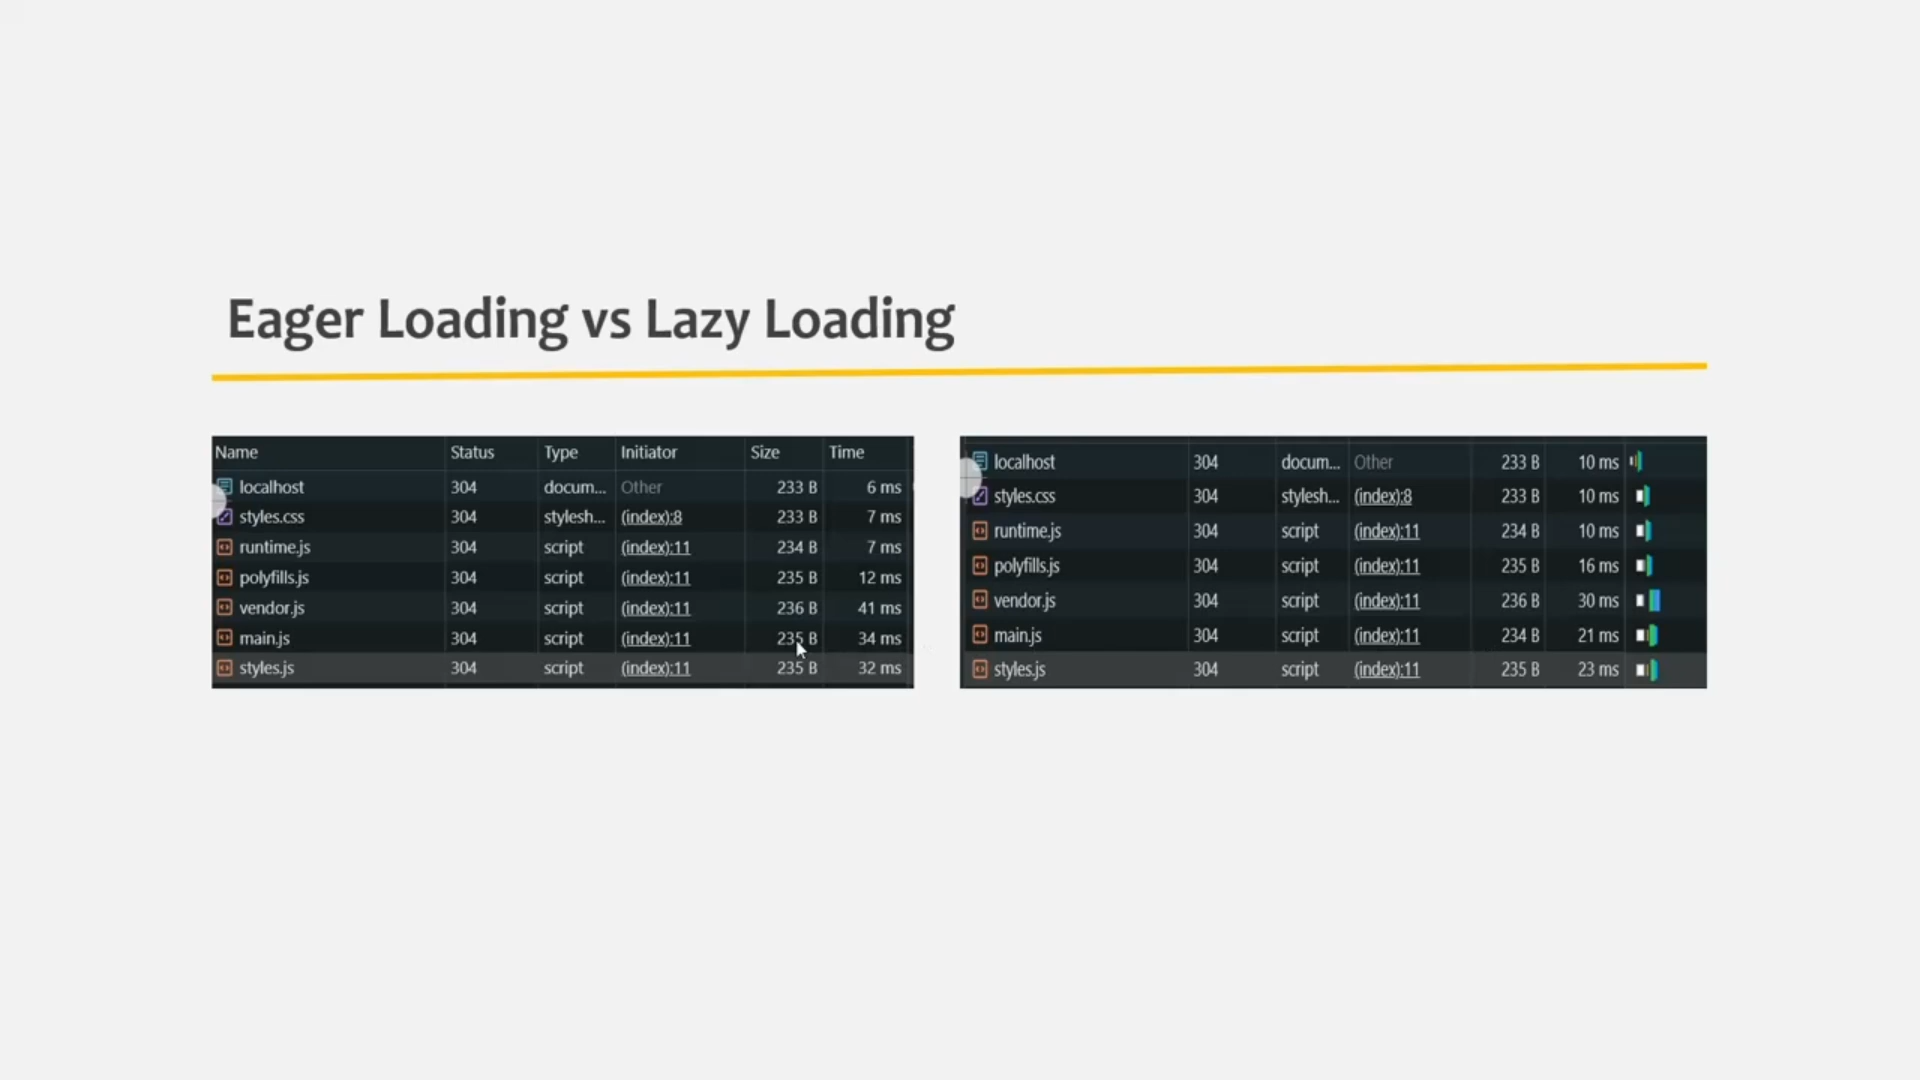 Eager Loading vs Lazy Loading
Name Status Type Initiator Size Time
localhost 304 docum... Other 233 B 6 ms
styles.css 304 stylesh... (index):8 233 B 7 ms
runtime.js 304 script (index):11 234 B 7 ms
polyfills.js 304 script (index):11 235 B 12 ms
vendor.js 304 script (index):11 236 B 41 ms
main.js 304 script (index):11 235 B 34 ms
styles.js 304 script (index):11 235 B 32 ms
localhost 304 docum... Other 233 B 10 ms
styles.css 304 stylesh... (index):8 233 B 10 ms
runtime.js 304 script (index):11 234 B 10 ms
polyfills.js 304 script (index):11 235 B 16 ms
vendor.js 304 script (index):11 236 B 30 ms
main.js 304 script (index):11 234 B 21 ms
styles.js 304 script (index):11 235 B 23 ms